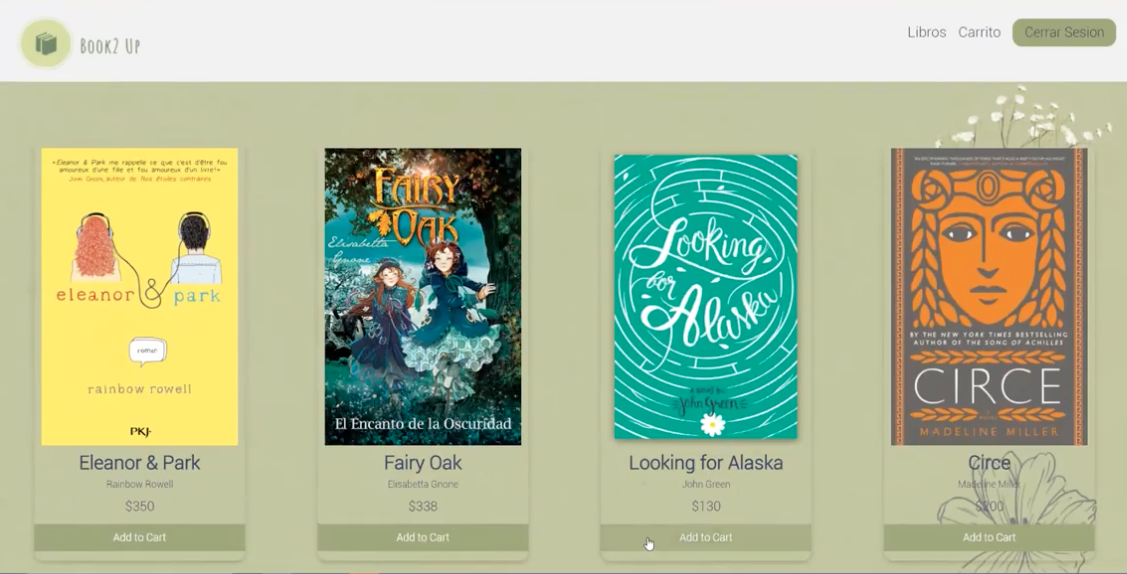 Book2 Up
Libros Carrito Cerrar Sesion
«Eleanor & Park me rappelle ce que c'est d'être fou
amoureux d'une fille et fou amoureux d'un livre!»
John Green, auteur de Nos étoiles contraires
eleanor & park
roman
rainbow rowell
PKJ.
Eleanor & Park
Rainbow Rowell
$350
Add to Cart
FAIRY
OAK
Elisabetta
Gnone
El Encanto de la Oscuridad
Fairy Oak
Elisabetta Gnone
$338
Add to Cart
Looking
for
Alaska
a novel by
John Green
Looking for Alaska
John Green
$130
Add to Cart
BY THE NEW YORK TIMES BESTSELLING
AUTHOR OF THE SONG OF ACHILLES
CIRCE
A
NOVEL
MADELINE MILLER
Circe
Madeline Miller
$200
Add to Cart